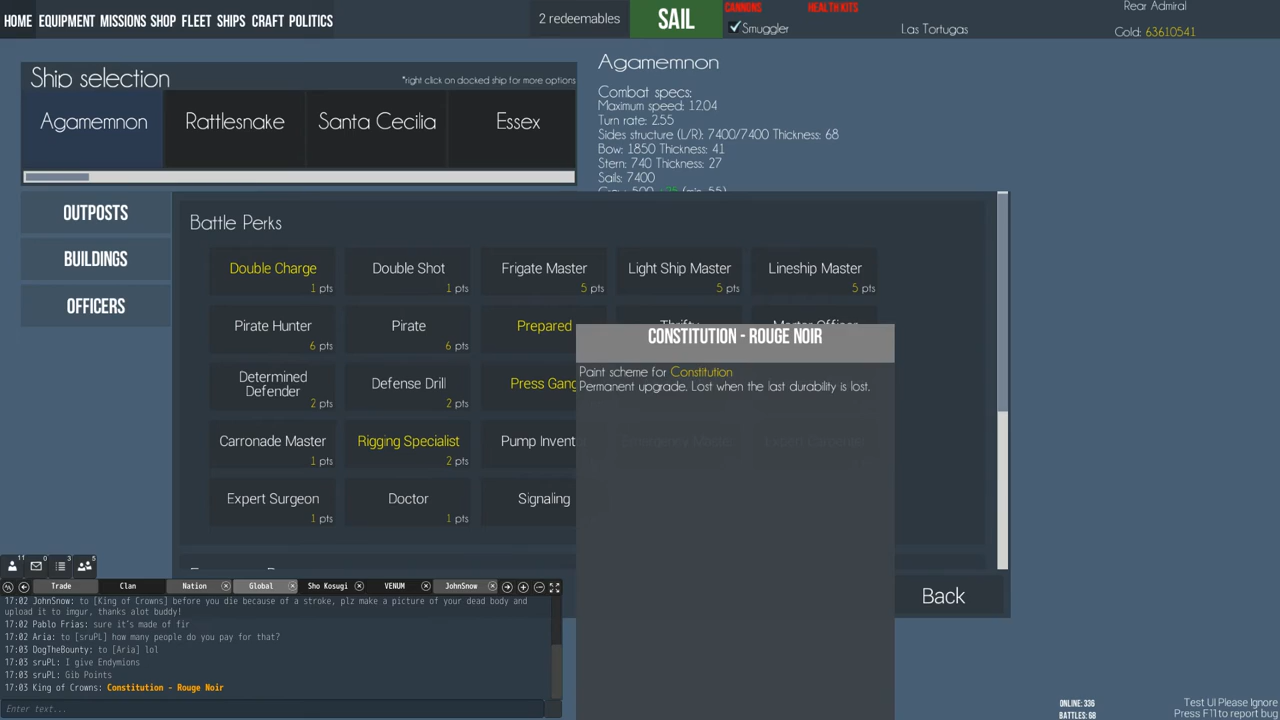 HOME EQUIPMENT MISSIONS SHOP FLEET SHIPS CRAFT POLITICS
2 redeemables
SAIL
CANNONS
HEALTH KITS
Smuggler
Las Tortugas
Rear Admiral
Gold: 63610541
Ship selection
*right click on docked ship for more options
Agamemnon
Rattlesnake
Santa Cecilia
Essex
Agamemnon
Combat specs:
Maximum speed: 12.04
Turn rate: 2.55
Sides structure (L/R): 7400/7400 Thickness: 68
Bow: 1850 Thickness: 41
Stern: 740 Thickness: 27
Sails: 7400
OUTPOSTS
BUILDINGS
OFFICERS
Battle Perks
Double Charge
1 pts
Double Shot
1 pts
Frigate Master
5 pts
Light Ship Master
5 pts
Lineship Master
5 pts
Pirate Hunter
6 pts
Pirate
6 pts
Prepared
Determined
Defender
2 pts
Defense Drill
2 pts
Press Gang
Carronade Master
1 pts
Rigging Specialist
2 pts
Pump Invent
Expert Surgeon
1 pts
Doctor
1 pts
Signaling
CONSTITUTION - ROUGE NOIR
Paint scheme for Constitution
Permanent upgrade. Lost when the last durability is lost.
Back
11
0
3
5
Trade
Clan
Nation
Global
Sho Kosugi
VENUM
JohnSnow
17:02 JohnSnow: to [King of Crowns] before you die because of a stroke, plz make a picture of your dead body and
upload it to imgur, thanks alot buddy!
17:02 Pablo Frias: sure it's made of fir
17:02 Aria: to [sruPL] how many people do you pay for that?
17:03 DogTheBounty: to [Aria] lol
17:03 sruPL: I give Endymions
17:03 sruPL: Gib Points
17:03 King of Crowns: Constitution - Rouge Noir
Enter text...
ONLINE: 336
BATTLES: 68
Test UI Please Ignore
Press F11 to report bug